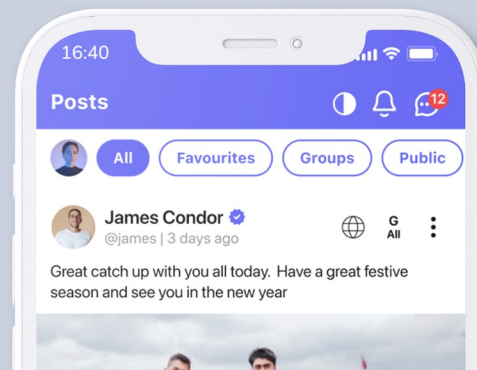 16:40
Posts
12
All
Favourites
Groups
Public
James Condor
@james | 3 days ago
G
All
Great catch up with you all today. Have a great festive
season and see you in the new year